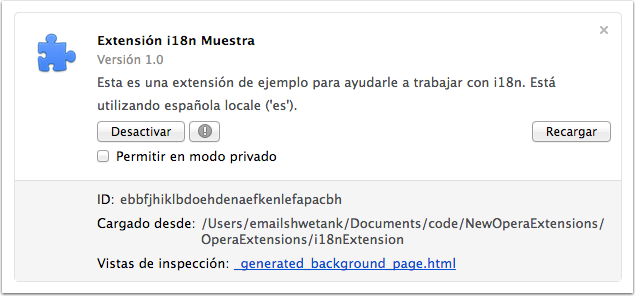 Extensión i18n Muestra
Versión 1.0
Esta es una extensión de ejemplo para ayudarle a trabajar con i18n. Está
utilizando española locale ('es').
Desactivar
Recargar
Permitir en modo privado
ID: ebbfjhiklbdoehdenaefkenlefapacbh
Cargado desde: /Users/emailshwetank/Documents/code/NewOperaExtensions/
OperaExtensions/i18nExtension
Vistas de inspección: _generated_background_page.html